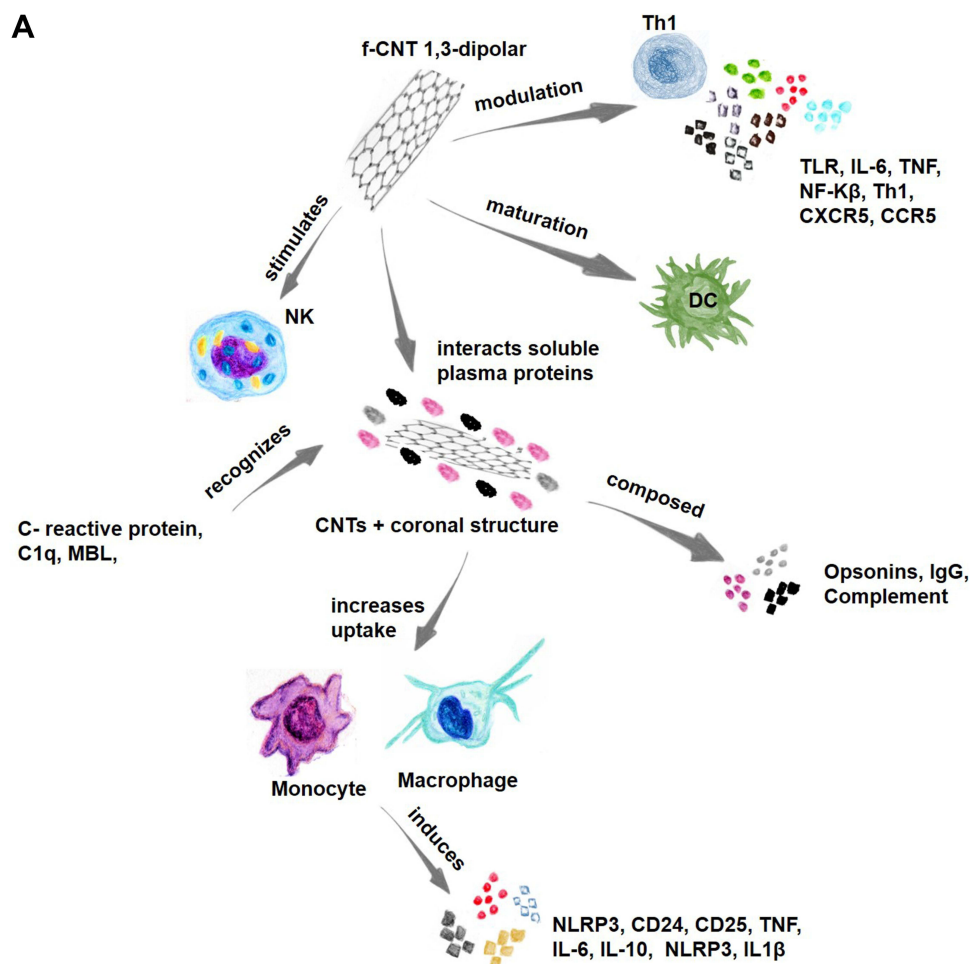 A
f-CNT 1,3-dipolar
Th1
modulation
TLR, IL-6, TNF,
NF-Kβ, Th1,
CXCR5, CCR5
stimulates
maturation
NK
DC
interacts soluble
plasma proteins
recognizes
composed
C- reactive protein,
C1q, MBL,
CNTs + coronal structure
Opsonins, IgG,
Complement
increases
uptake
Monocyte
Macrophage
induces
NLRP3, CD24, CD25, TNF,
IL-6, IL-10, NLRP3, IL1β